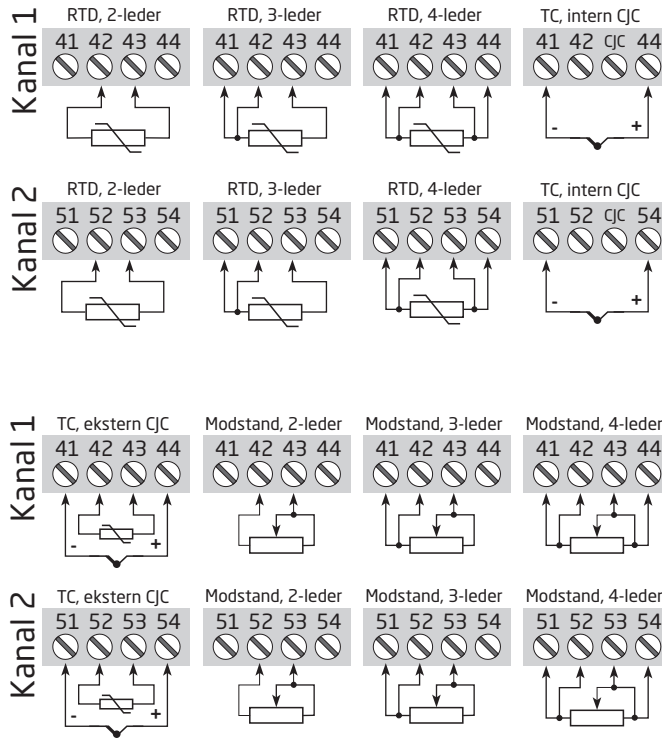 Kanal 1
RTD, 2-leder
41 42 43 44
RTD, 3-leder
41 42 43 44
RTD, 4-leder
41 42 43 44
TC, intern CJC
41 42 CJC 44
- +
Kanal 2
RTD, 2-leder
51 52 53 54
RTD, 3-leder
51 52 53 54
RTD, 4-leder
51 52 53 54
TC, intern CJC
51 52 CJC 54
- +
Kanal 1
TC, ekstern CJC
41 42 43 44
- +
Modstand, 2-leder
41 42 43 44
Modstand, 3-leder
41 42 43 44
Modstand, 4-leder
41 42 43 44
Kanal 2
TC, ekstern CJC
51 52 53 54
- +
Modstand, 2-leder
51 52 53 54
Modstand, 3-leder
51 52 53 54
Modstand, 4-leder
51 52 53 54